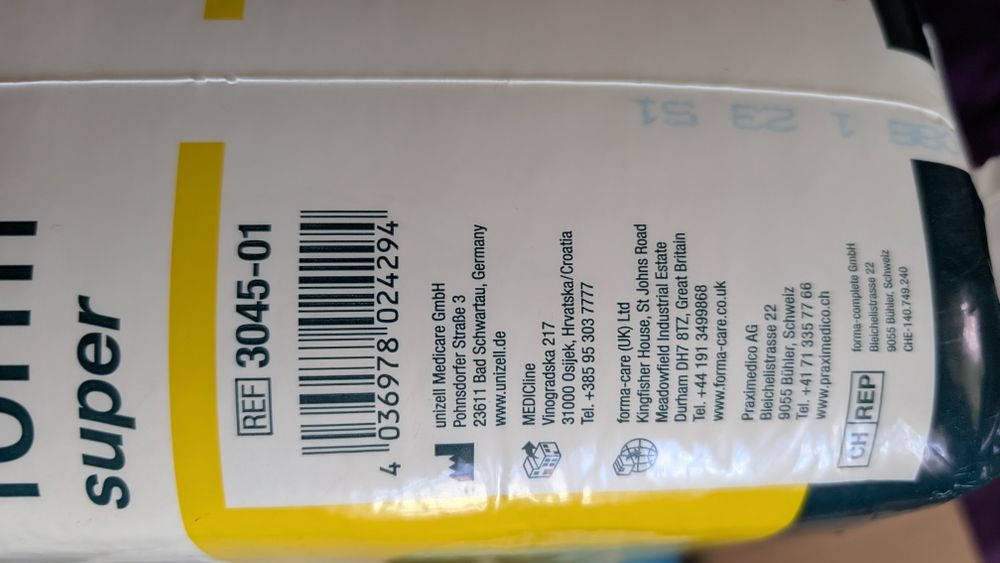 super
REF 3045-01
4 036978 024294
unizell Medicare GmbH
Pohnsdorfer Straße 3
23611 Bad Schwartau, Germany
www.unizell.de
MEDICline
Vinogradska 217
31000 Osijek, Hrvatska/Croatia
Tel. +385 95 303 7777
forma-care (UK) Ltd
Kingfisher House, St Johns Road
Meadowfield Industrial Estate
Durham DH7 8TZ, Great Britain
Tel. +44 191 3499868
www.forma-care.co.uk
Praximedico AG
Bleichelistrasse 22
9055 Bühler, Schweiz
Tel. +41 71 335 77 66
www.praximedico.ch
CH REP
forma-complete GmbH
Bleichelistrasse 22
9055 Bühler, Schweiz
CHE-140.749.240